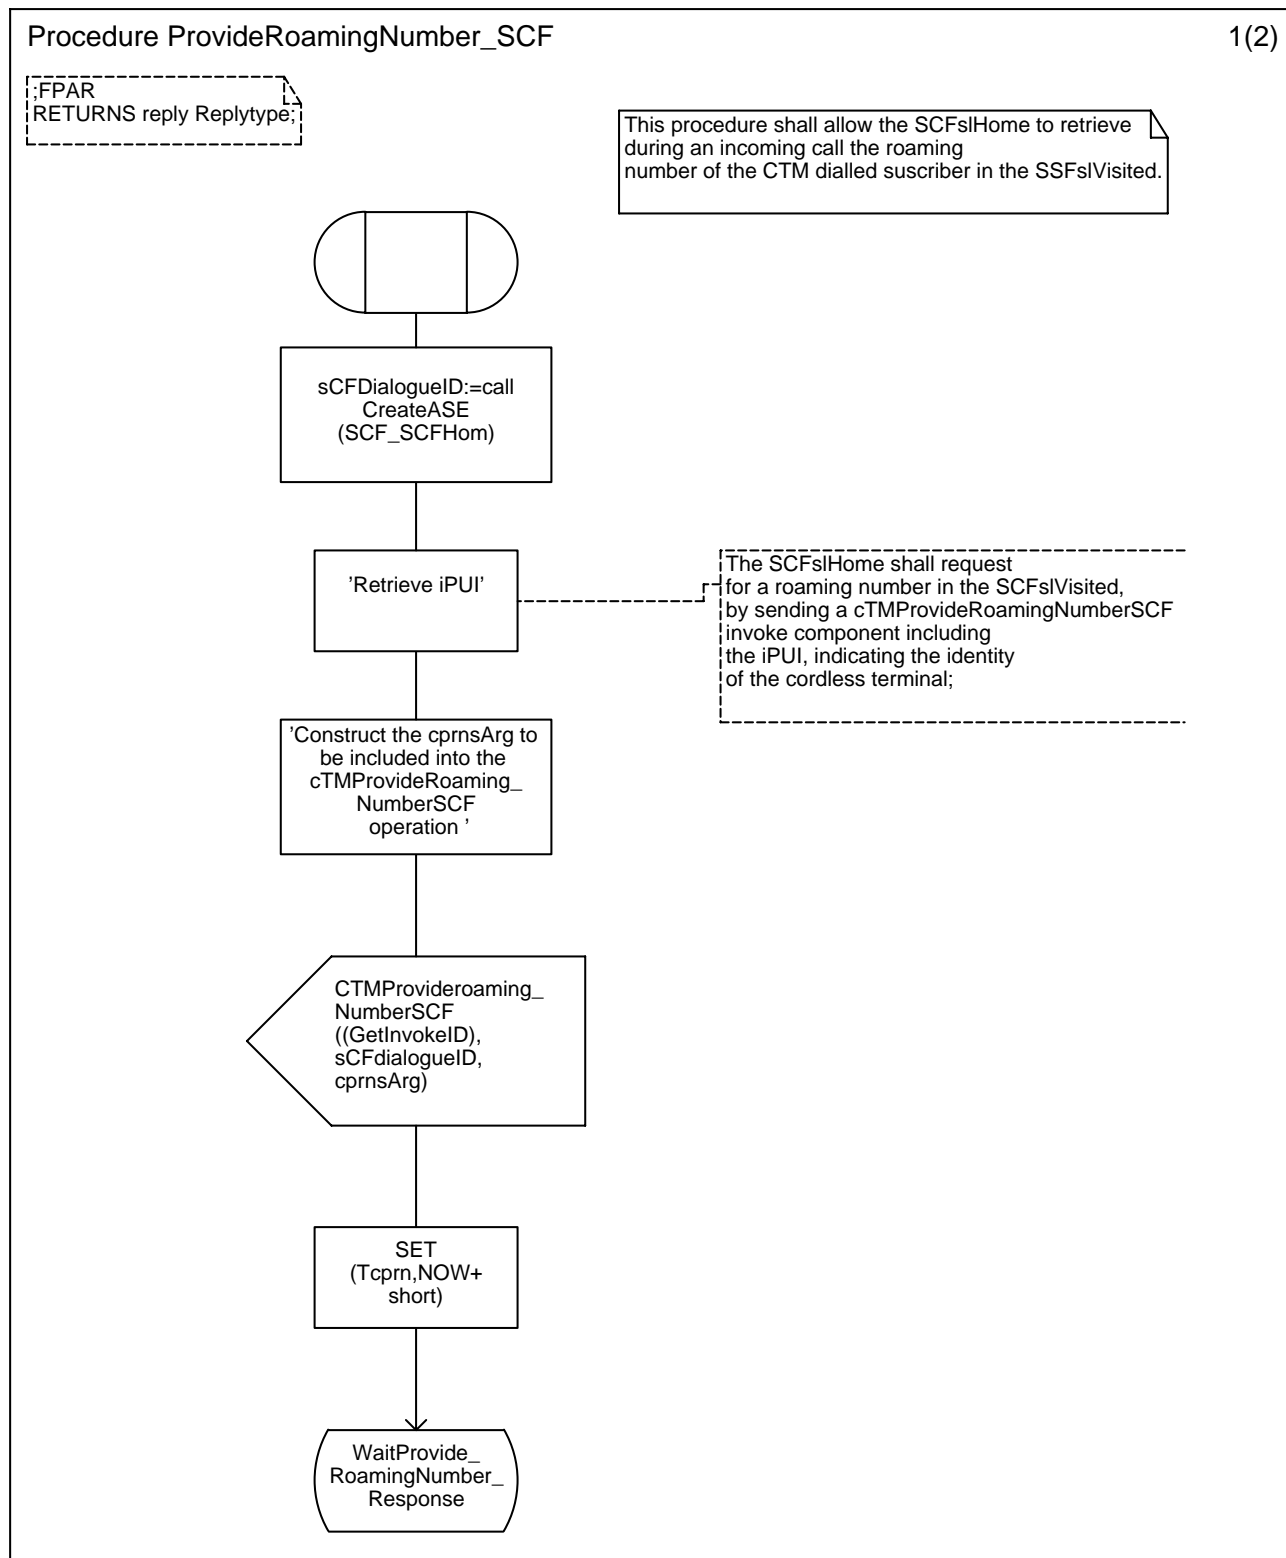 Procedure ProvideRoamingNumber_SCF
1(2)
;FPAR
RETURNS reply Replytype;
This procedure shall allow the SCFslHome to retrieve
during an incoming call the roaming
number of the CTM dialled suscriber in the SSFslVisited.
sCFDialogueID:=call
CreateASE
(SCF_SCFHom)
'Retrieve iPUI'
The SCFslHome shall request
for a roaming number in the SCFslVisited,
by sending a cTMProvideRoamingNumberSCF
invoke component including
the iPUI, indicating the identity
of the cordless terminal;
'Construct the cprnsArg to
be included into the
cTMProvideRoaming_
NumberSCF
operation '
CTMProvideroaming_
NumberSCF
((GetInvokeID),
sCFdialogueID,
cprnsArg)
SET
(Tcprn,NOW+
short)
WaitProvide_
RoamingNumber_
Response